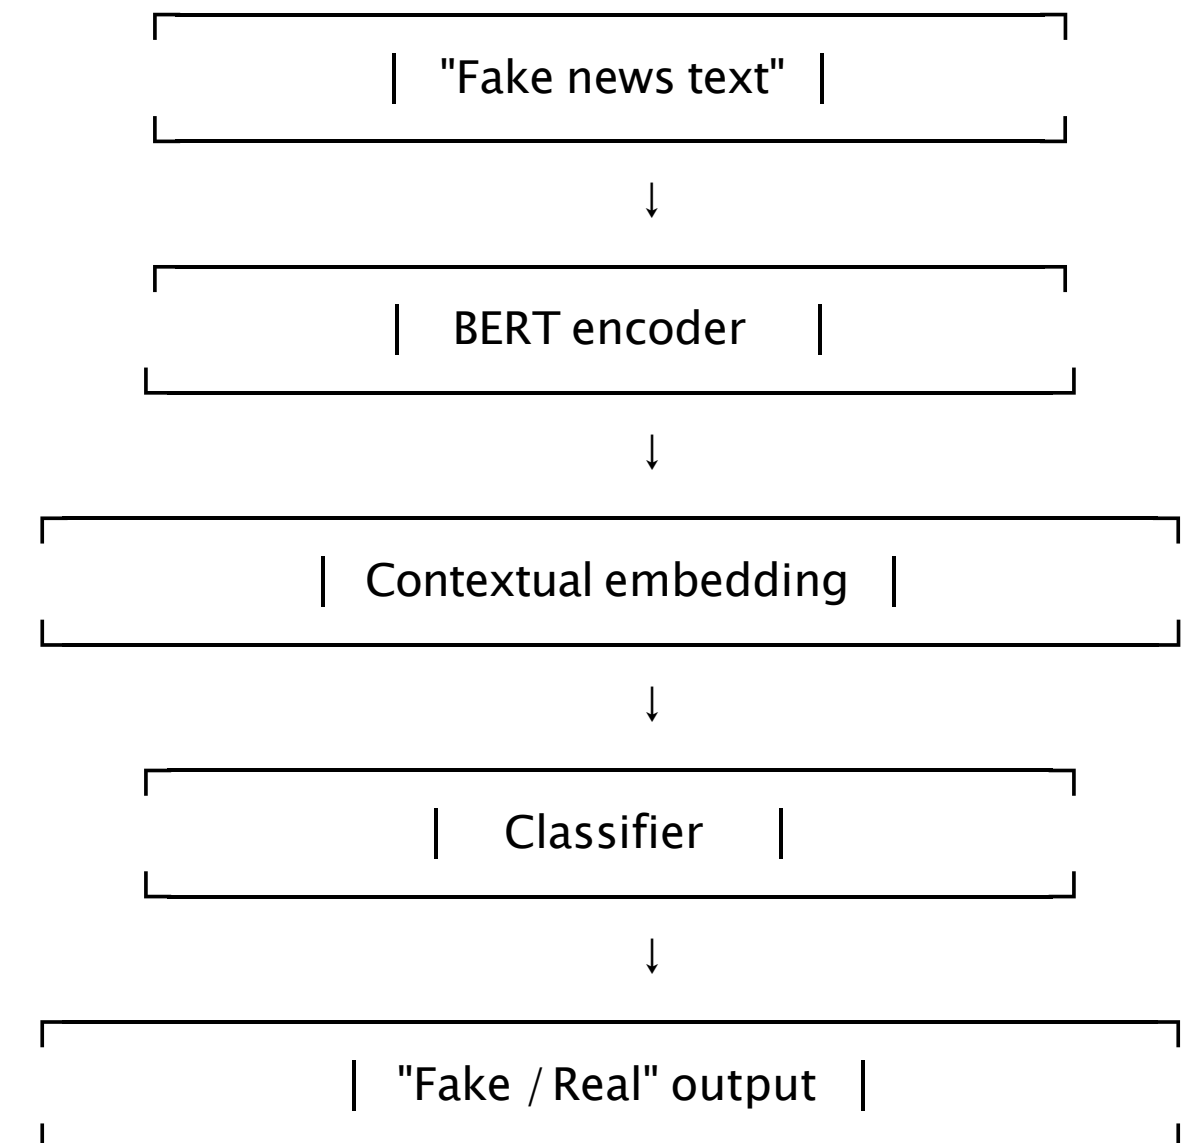 "Fake news text"
↓
BERT encoder
↓
Contextual embedding
↓
Classifier
↓
"Fake / Real" output